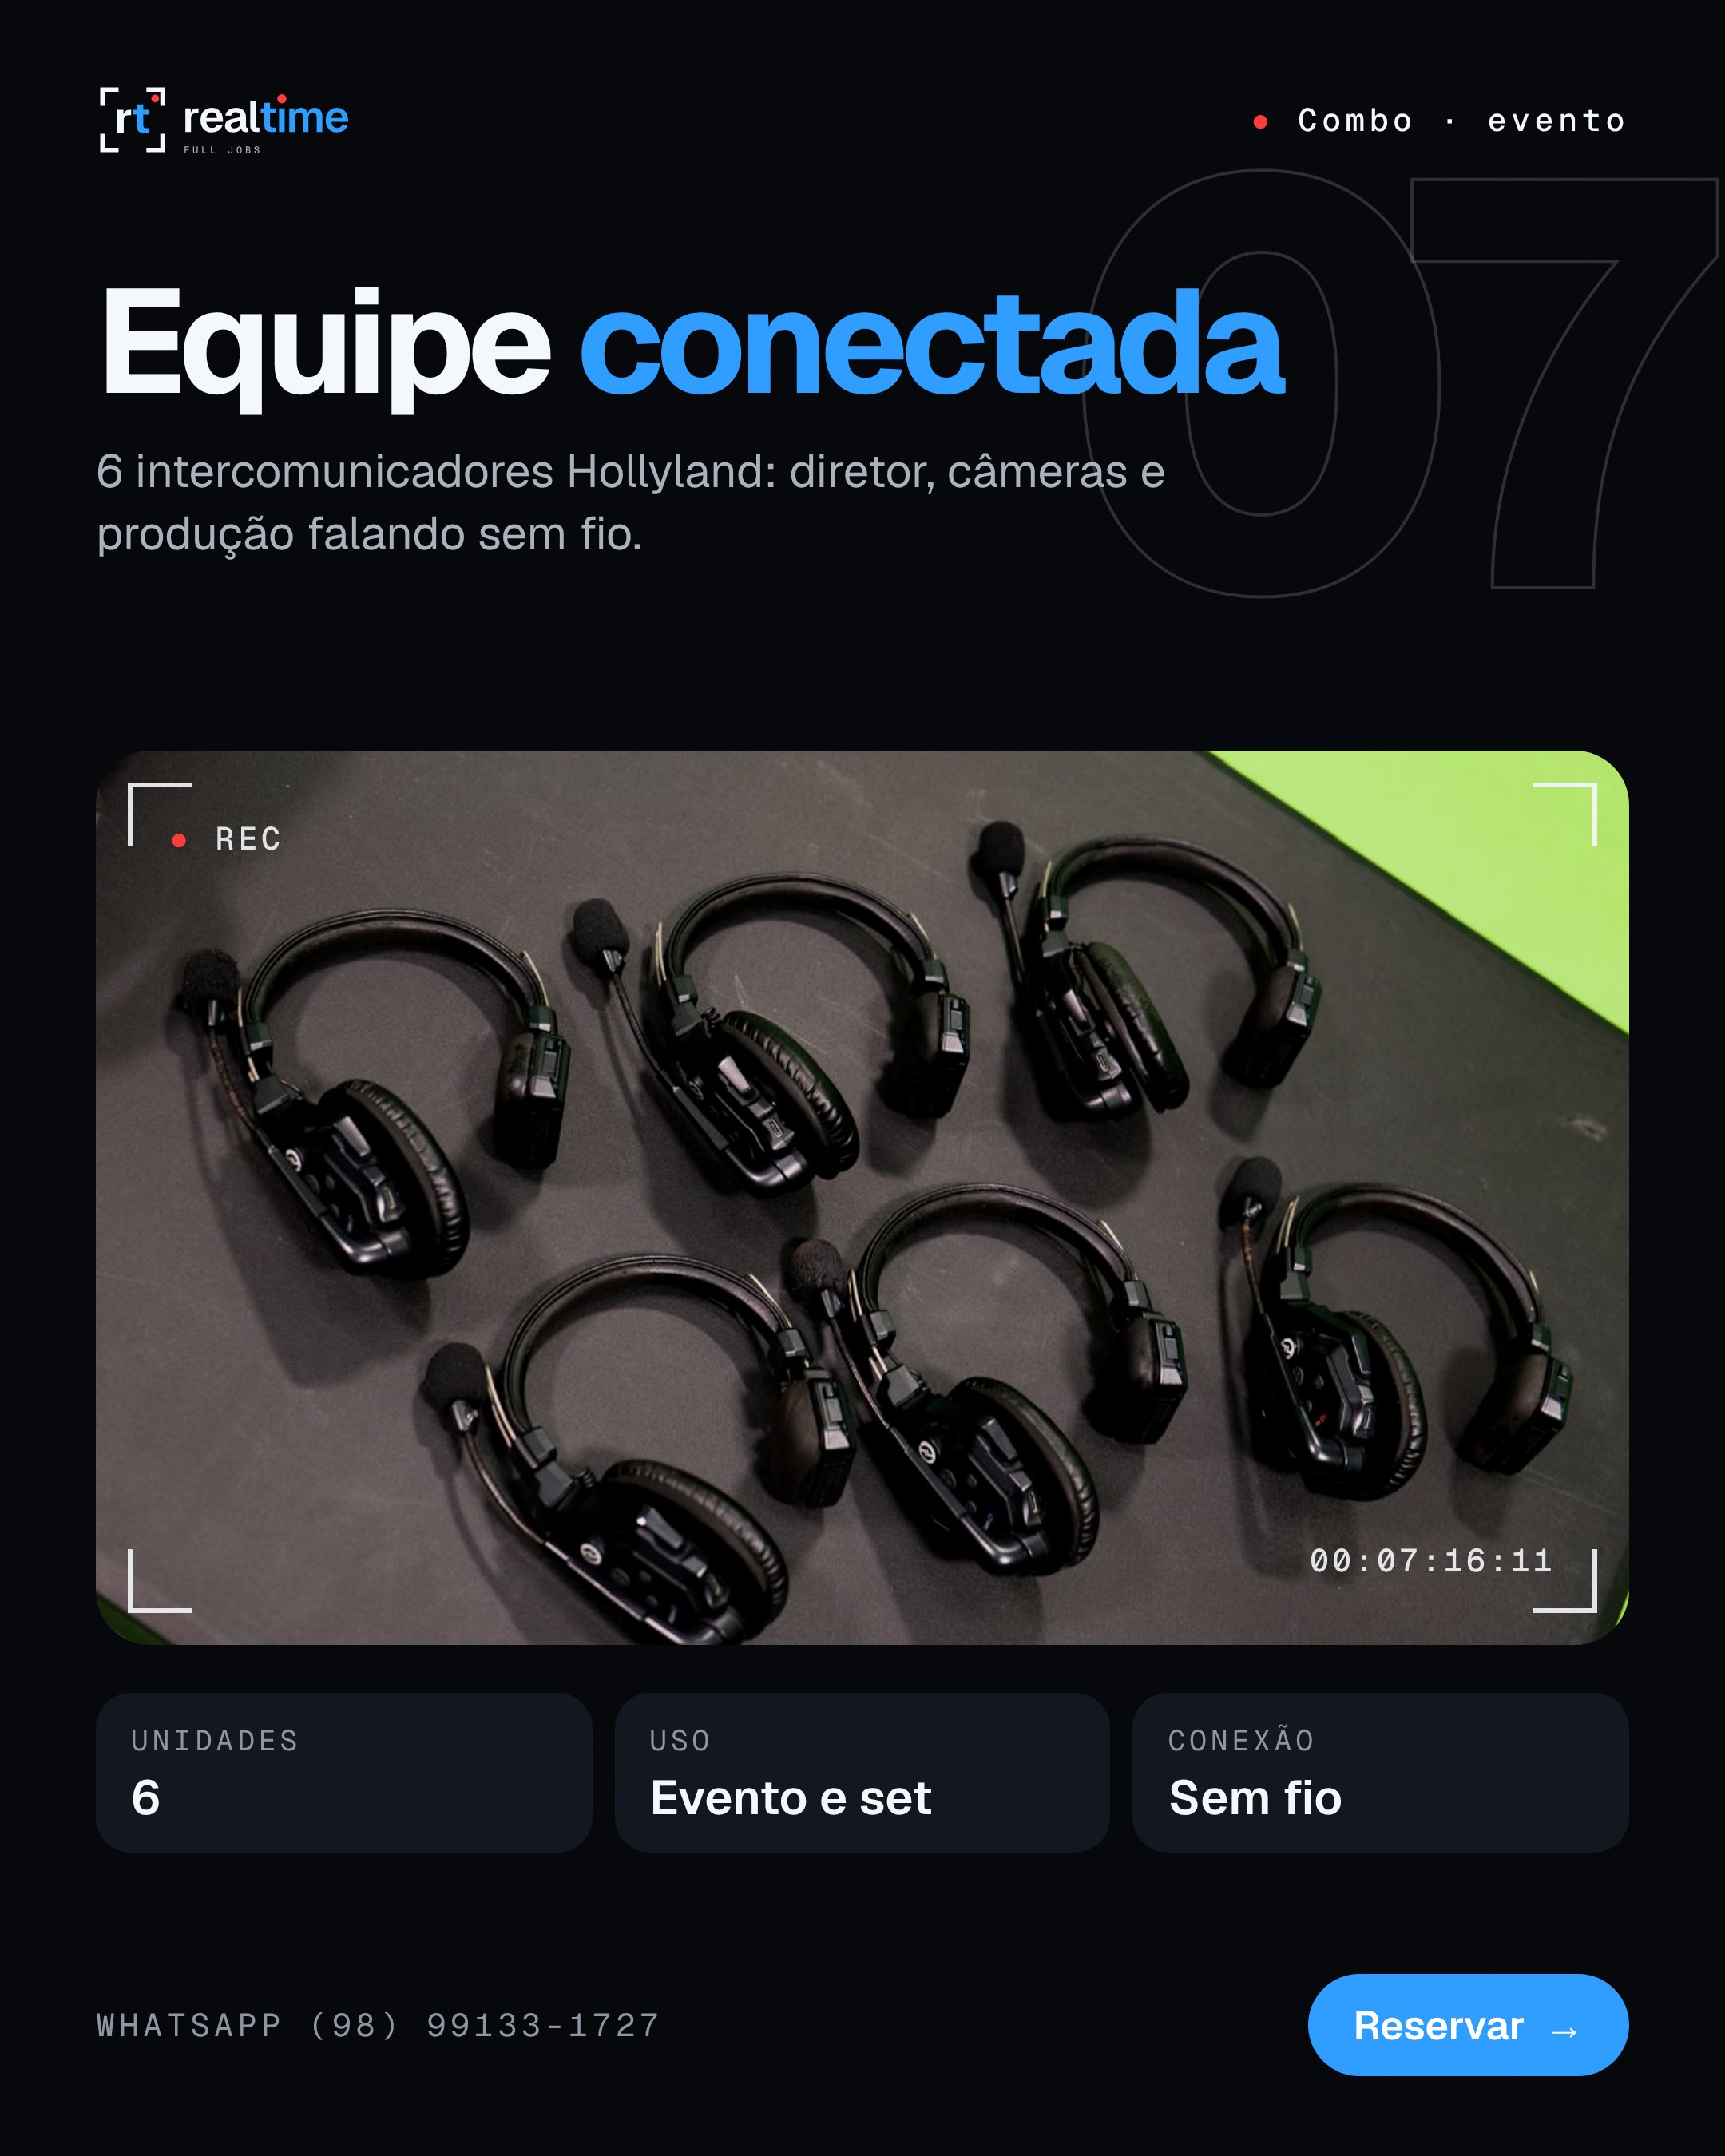 rt realtime
FULL JOBS
• Combo · evento
07
Equipe conectada
6 intercomunicadores Hollyland: diretor, câmeras e
produção falando sem fio.
• REC
00:07:16:11
UNIDADES
6
USO
Evento e set
CONEXÃO
Sem fio
WHATSAPP (98) 99133-1727
Reservar →